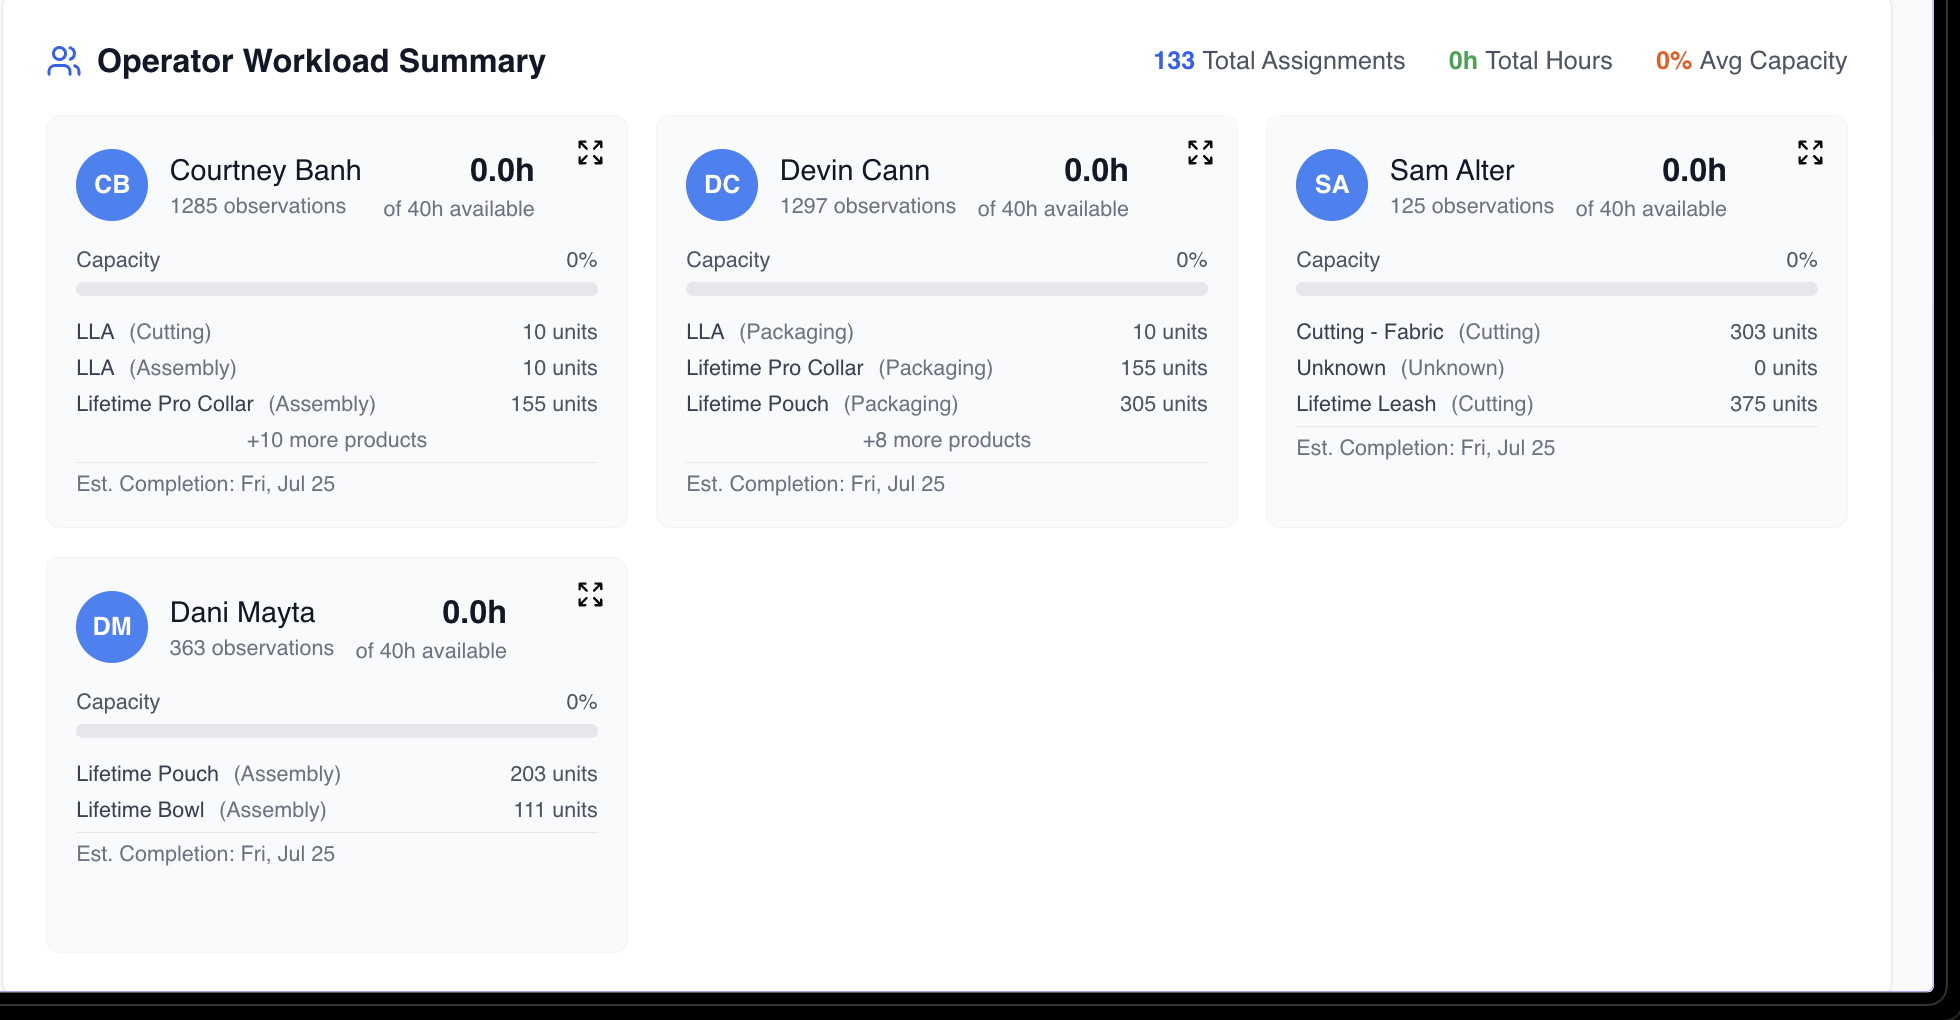 Operator Workload Summary
133 Total Assignments 0h Total Hours 0% Avg Capacity
CB Courtney Banh 0.0h
1285 observations of 40h available
Capacity 0%
LLA (Cutting) 10 units
LLA (Assembly) 10 units
Lifetime Pro Collar (Assembly) 155 units
+10 more products
Est. Completion: Fri, Jul 25
DC Devin Cann 0.0h
1297 observations of 40h available
Capacity 0%
LLA (Packaging) 10 units
Lifetime Pro Collar (Packaging) 155 units
Lifetime Pouch (Packaging) 305 units
+8 more products
Est. Completion: Fri, Jul 25
SA Sam Alter 0.0h
125 observations of 40h available
Capacity 0%
Cutting - Fabric (Cutting) 303 units
Unknown (Unknown) 0 units
Lifetime Leash (Cutting) 375 units
Est. Completion: Fri, Jul 25
DM Dani Mayta 0.0h
363 observations of 40h available
Capacity 0%
Lifetime Pouch (Assembly) 203 units
Lifetime Bowl (Assembly) 111 units
Est. Completion: Fri, Jul 25